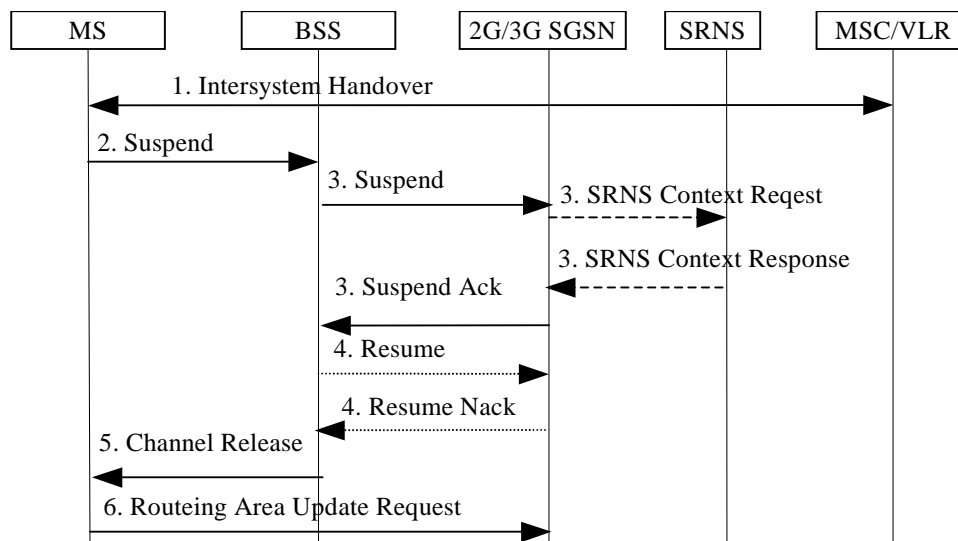 MS
BSS
2G/3G SGSN
SRNS
MSC/VLR
1. Intersystem Handover
2. Suspend
3. Suspend
3. SRNS Context Reqest
3. SRNS Context Response
3. Suspend Ack
4. Resume
4. Resume Nack
5. Channel Release
6. Routeing Area Update Request